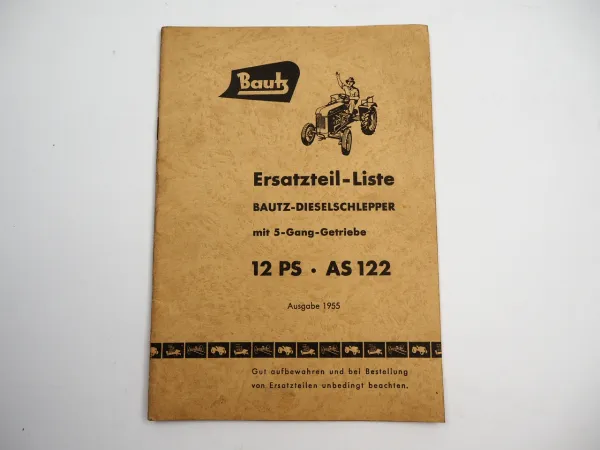 Bautz
Ersatzteil-Liste
BAUTZ-DIESELSCHLEPPER
mit 5-Gang-Getriebe
12 PS · AS 122
Ausgabe 1955
Gut aufbewahren und bei Bestellung
von Ersatzteilen unbedingt beachten.